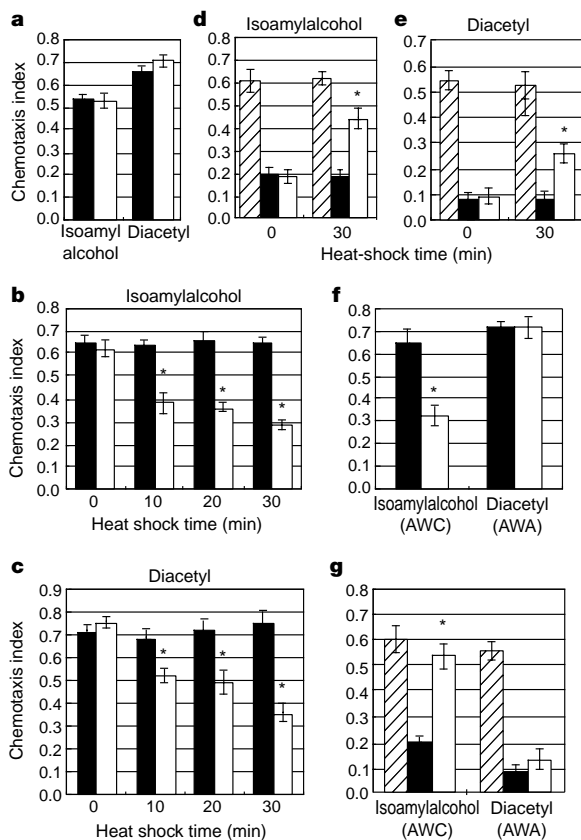 a
Chemotaxis index
0.8
0.7
0.6
0.5
0.4
0.3
0.2
0.1
0.0
Isoamyl
alcohol
Diacetyl
d
Isoamylalcohol
0.8
0.7
0.6
0.5
0.4
0.3
0.2
0.1
0.0
*
0 30
e
Diacetyl
0.7
0.6
0.5
0.4
0.3
0.2
0.1
0.0
*
0 30
Heat-shock time (min)
b
Isoamylalcohol
Chemotaxis index
0.9
0.8
0.7
0.6
0.5
0.4
0.3
0.2
0.1
0.0
* * *
0 10 20 30
Heat shock time (min)
f
0.9
0.8
0.7
0.6
0.5
0.4
0.3
0.2
0.1
0.0
*
Isoamylalcohol Diacetyl
(AWC) (AWA)
c
Diacetyl
Chemotaxis index
0.9
0.8
0.7
0.6
0.5
0.4
0.3
0.2
0.1
0.0
* * *
0 10 20 30
Heat shock time (min)
g
0.8
0.7
0.6
0.5
0.4
0.3
0.2
0.1
0.0
*
Isoamylalcohol Diacetyl
(AWC) (AWA)